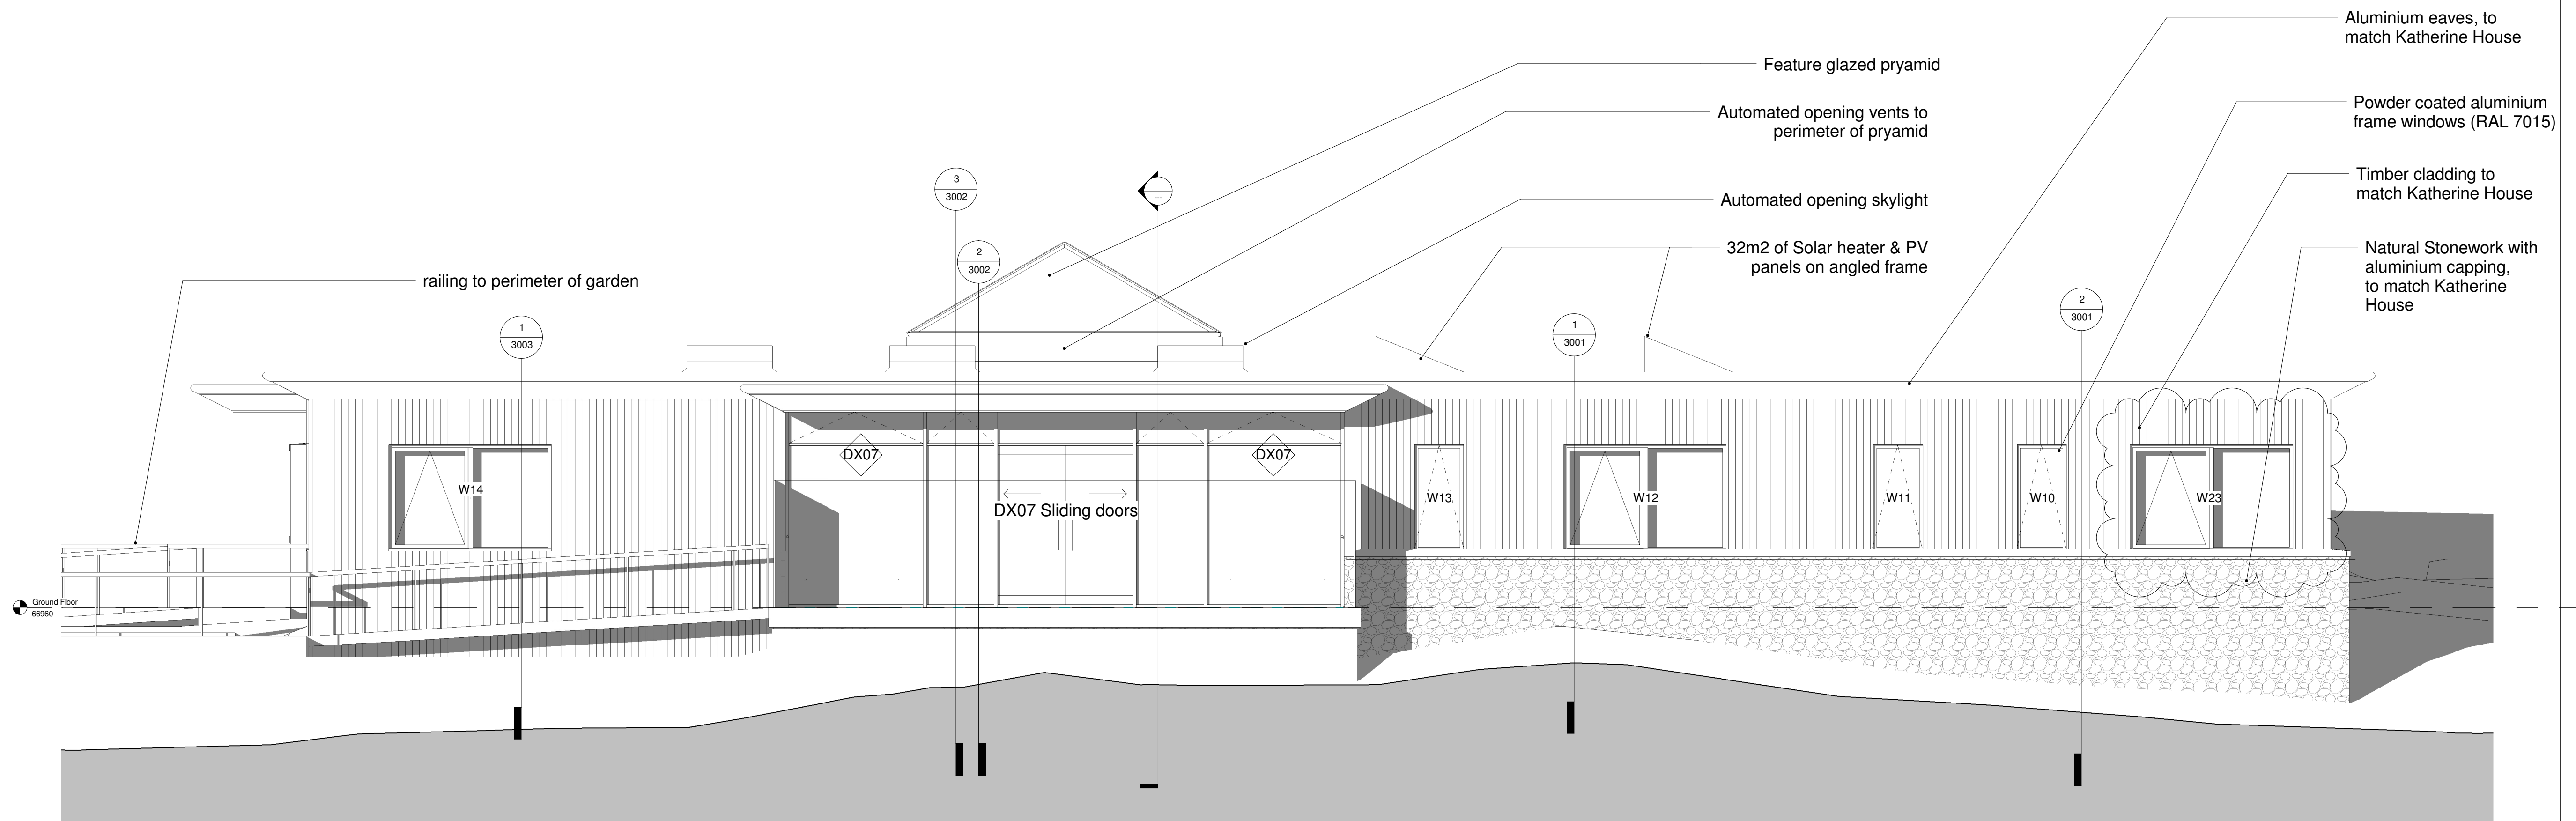 Aluminium eaves, to
match Katherine House
Feature glazed pryamid
Powder coated aluminium
frame windows (RAL 7015)
Automated opening vents to
perimeter of pryamid
Timber cladding to
match Katherine House
3
3002
-
---
Automated opening skylight
2
3002
32m2 of Solar heater & PV
panels on angled frame
Natural Stonework with
aluminium capping,
to match Katherine
House
railing to perimeter of garden
1
3003
1
3001
2
3001
DX07
DX07
W14
W13
W12
W11
W10
W23
DX07 Sliding doors
Ground Floor
66960